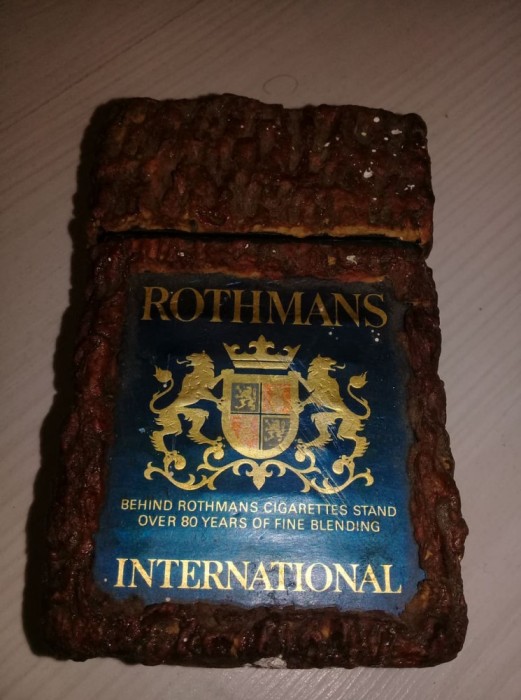 ROTHMANS
BEHIND ROTHMANS CIGARETTES STAND
OVER 80 YEARS OF FINE BLENDING
INTERNATIONAL